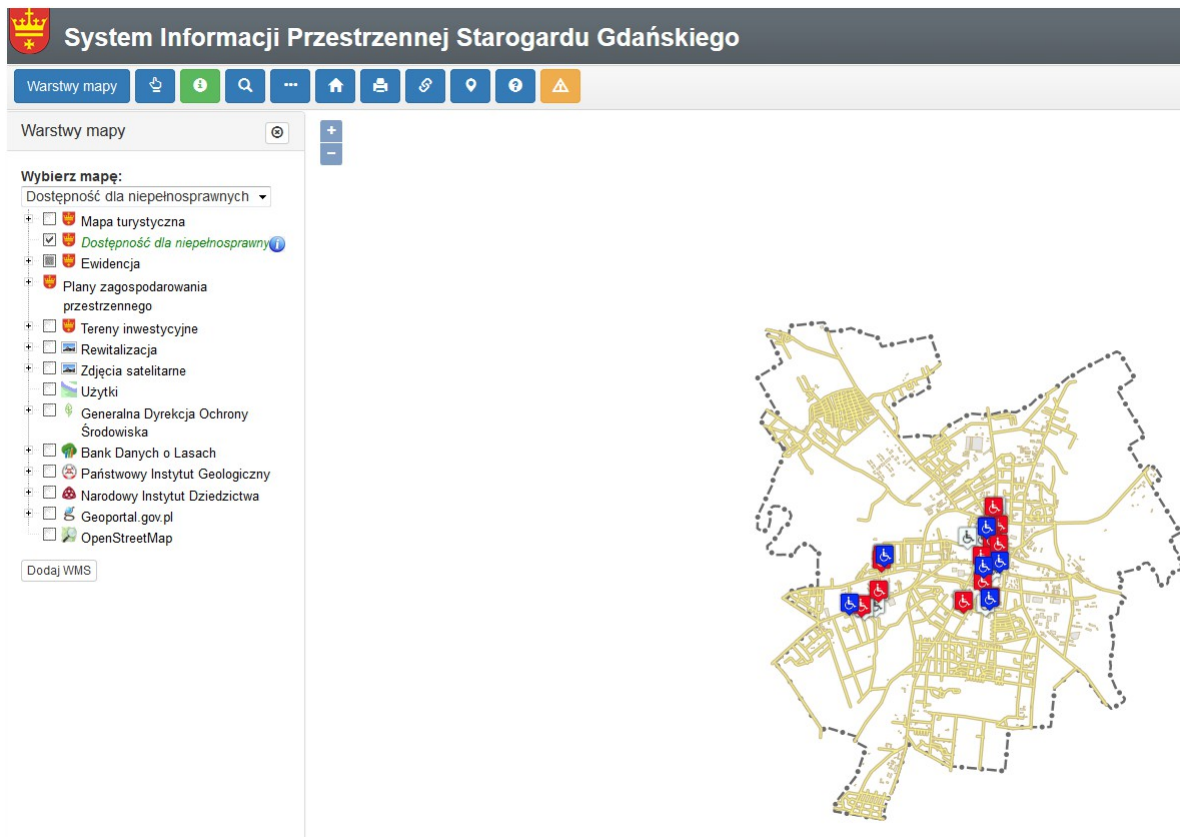 System Informacji Przestrzennej Starogardu Gdańskiego
Warstwy mapy
Warstwy mapy
Wybierz mapę:
Dostępność dla niepełnosprawnych
Mapa turystyczna
Dostępność dla niepełnosprawny
Ewidencja
Plany zagospodarowania
przestrzennego
Tereny inwestycyjne
Rewitalizacja
Zdjęcia satelitarne
Użytki
Generalna Dyrekcja Ochrony
Środowiska
Bank Danych o Lasach
Państwowy Instytut Geologiczny
Narodowy Instytut Dziedzictwa
Geoportal.gov.pl
OpenStreetMap
Dodaj WMS